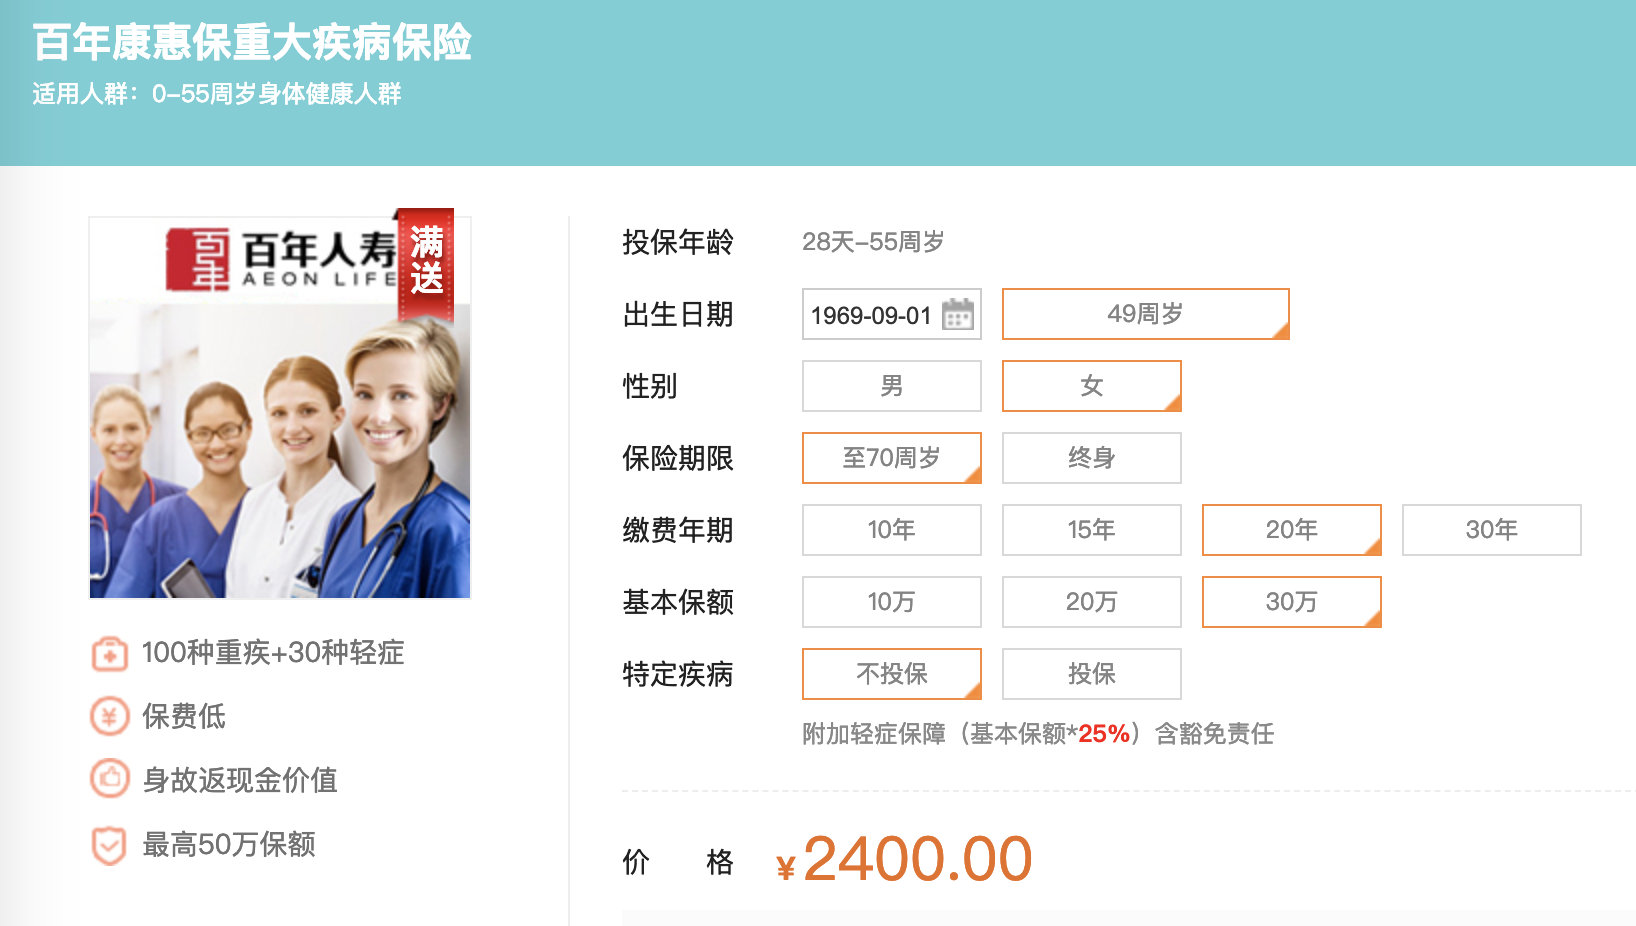 百年康惠保重大疾病保险
适用人群：0-55周岁身体健康人群
百年
百年人寿
AEON LIFE
满送
100种重疾+30种轻症
¥ 保费低
身故返现金价值
最高50万保额
投保年龄 28天-55周岁
出生日期 1969-09-01 49周岁
性别 男 女
保险期限 至70周岁 终身
缴费年期 10年 15年 20年 30年
基本保额 10万 20万 30万
特定疾病 不投保 投保
附加轻症保障（基本保额*25%）含豁免责任
价 格 ¥2400.00